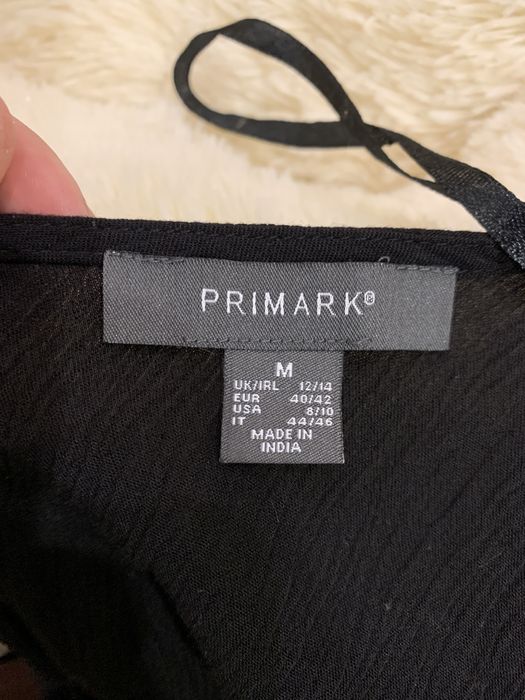 PRIMARK®
M
UK/IRL 12/14
EUR 40/42
USA 8/10
IT 44/46
MADE IN
INDIA